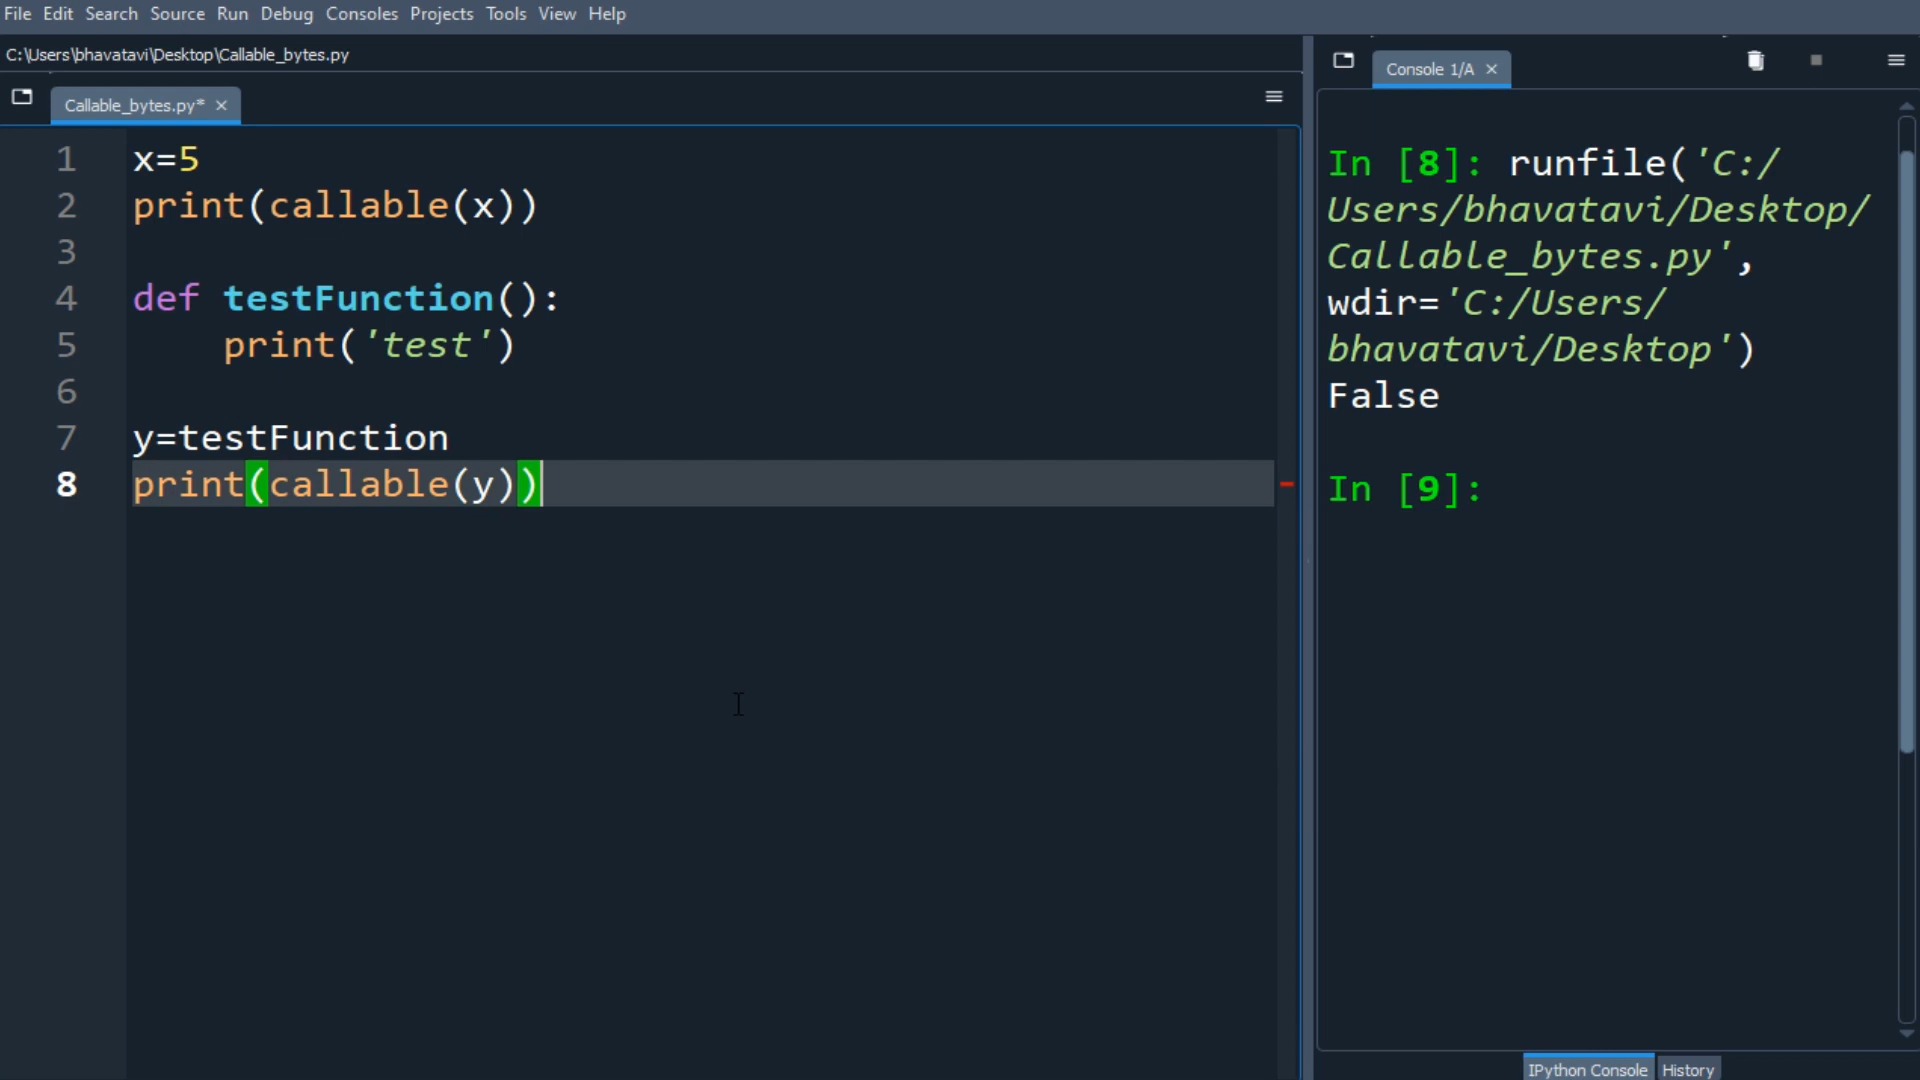 File Edit Search Source Run Debug Consoles Projects Tools View Help
C:\Users\bhavatavi\Desktop\Callable_bytes.py
Callable_bytes.py*
1 x=5
2 print(callable(x))
3
4 def testFunction():
5     print('test')
6
7 y=testFunction
8 print(callable(y))
Console 1/A
In [8]: runfile('C:/
Users/bhavatavi/Desktop/
Callable_bytes.py',
wdir='C:/Users/
bhavatavi/Desktop')
False
In [9]:
IPython Console History